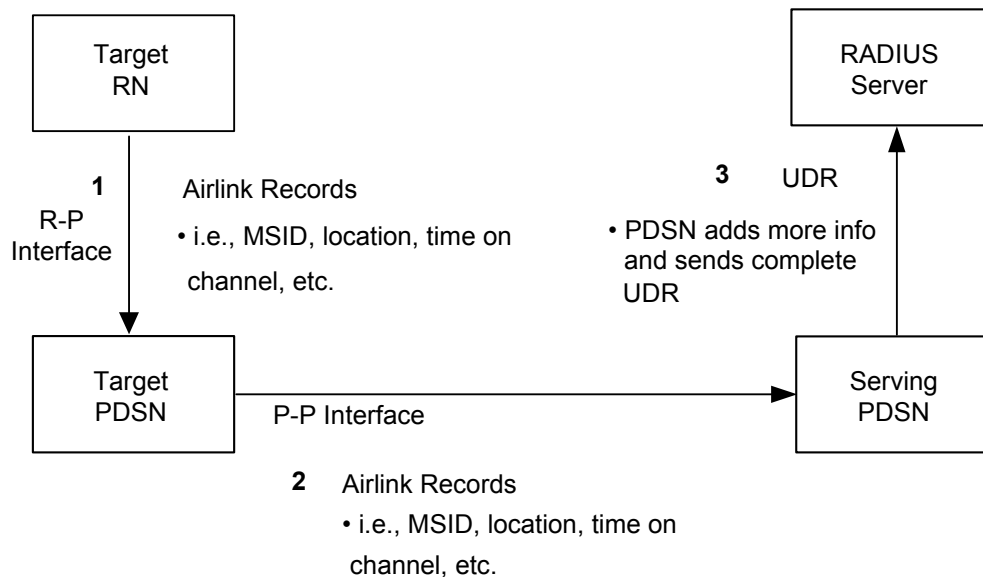 Target
RN
RADIUS
Server
1
R-P
Interface
Airlink Records
• i.e., MSID, location, time on
channel, etc.
3 UDR
• PDSN adds more info
and sends complete
UDR
Target
PDSN
P-P Interface
Serving
PDSN
2 Airlink Records
• i.e., MSID, location, time on
channel, etc.